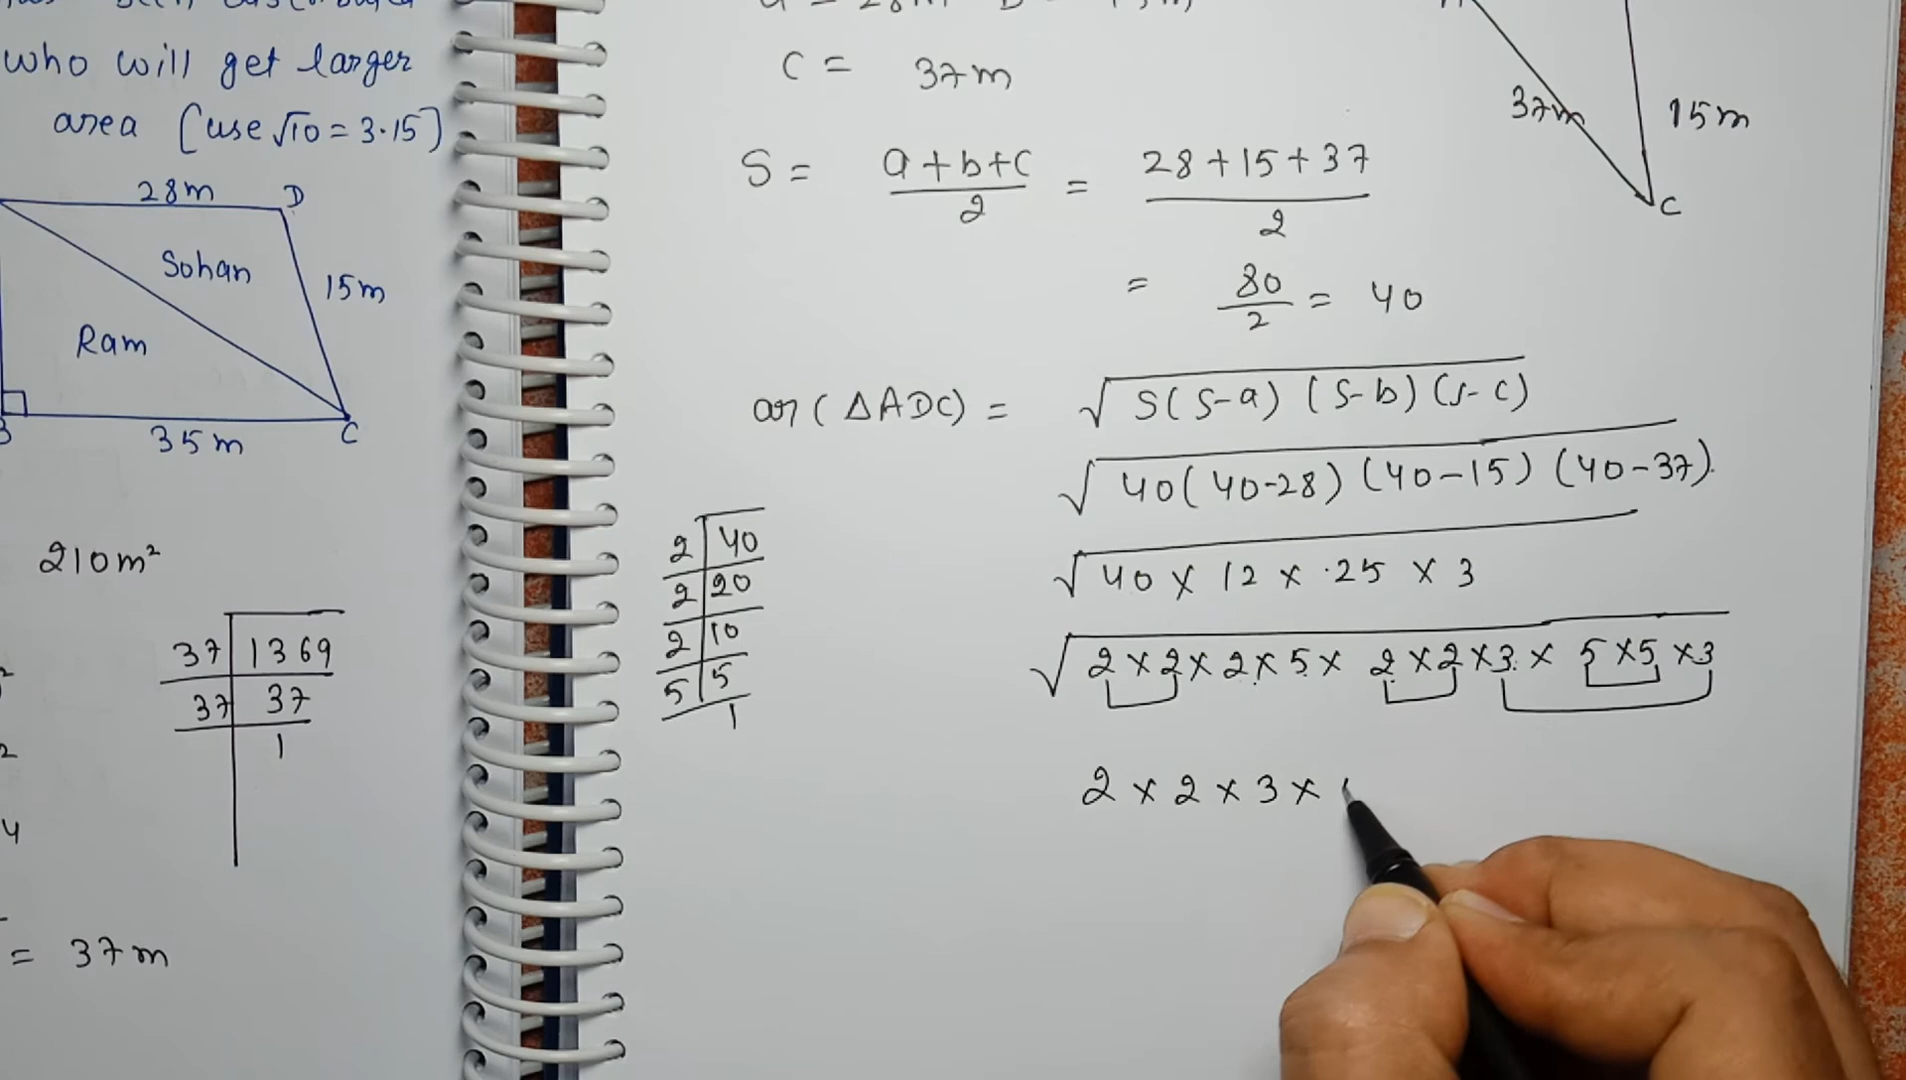 who will get larger
area (use √10 = 3.15)
28m
D
Sohan
15m
Ram
35m
C
210m²
37 | 1369
37 | 37
1
= 37m
C = 37m
S = a+b+c / 2 = 28+15+37 / 2
= 80/2 = 40
ar(ΔADC) = √S(S-a)(S-b)(S-c)
√40(40-28)(40-15)(40-37)
√40 × 12 × 25 × 3
√2×2×2×5×2×2×3×5×5×3
2 × 2 × 3 ×
2 | 40
2 | 20
2 | 10
5 | 5
1
37m
15m
C